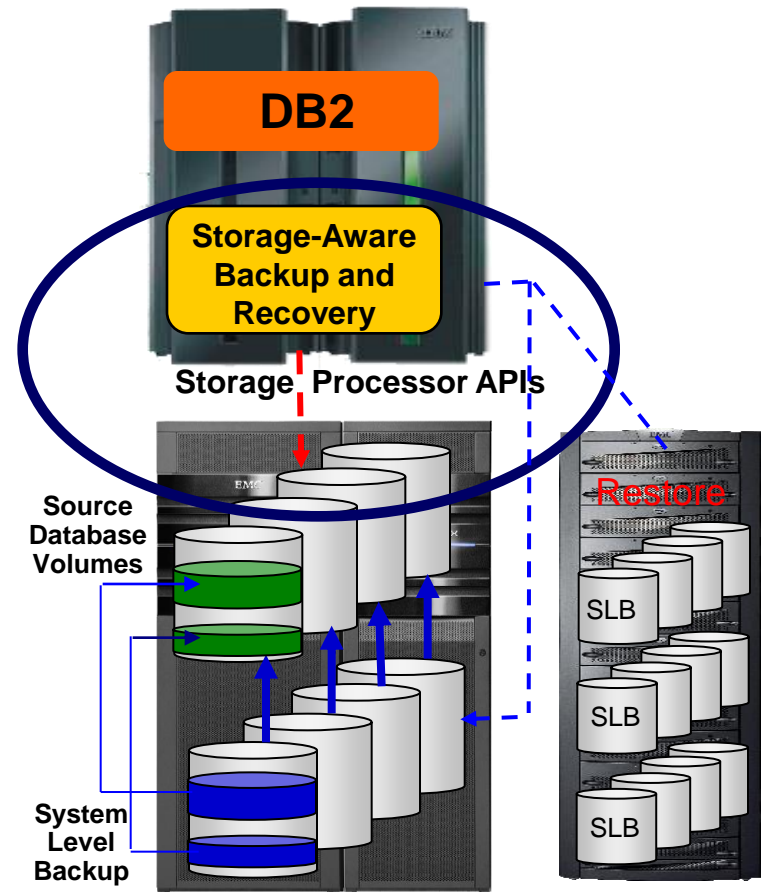 DB2
Storage-Aware
Backup and
Recovery
Storage Processor APIs
EMC
Source
Database
Volumes
Restore
SLB
SLB
SLB
System
Level
Backup